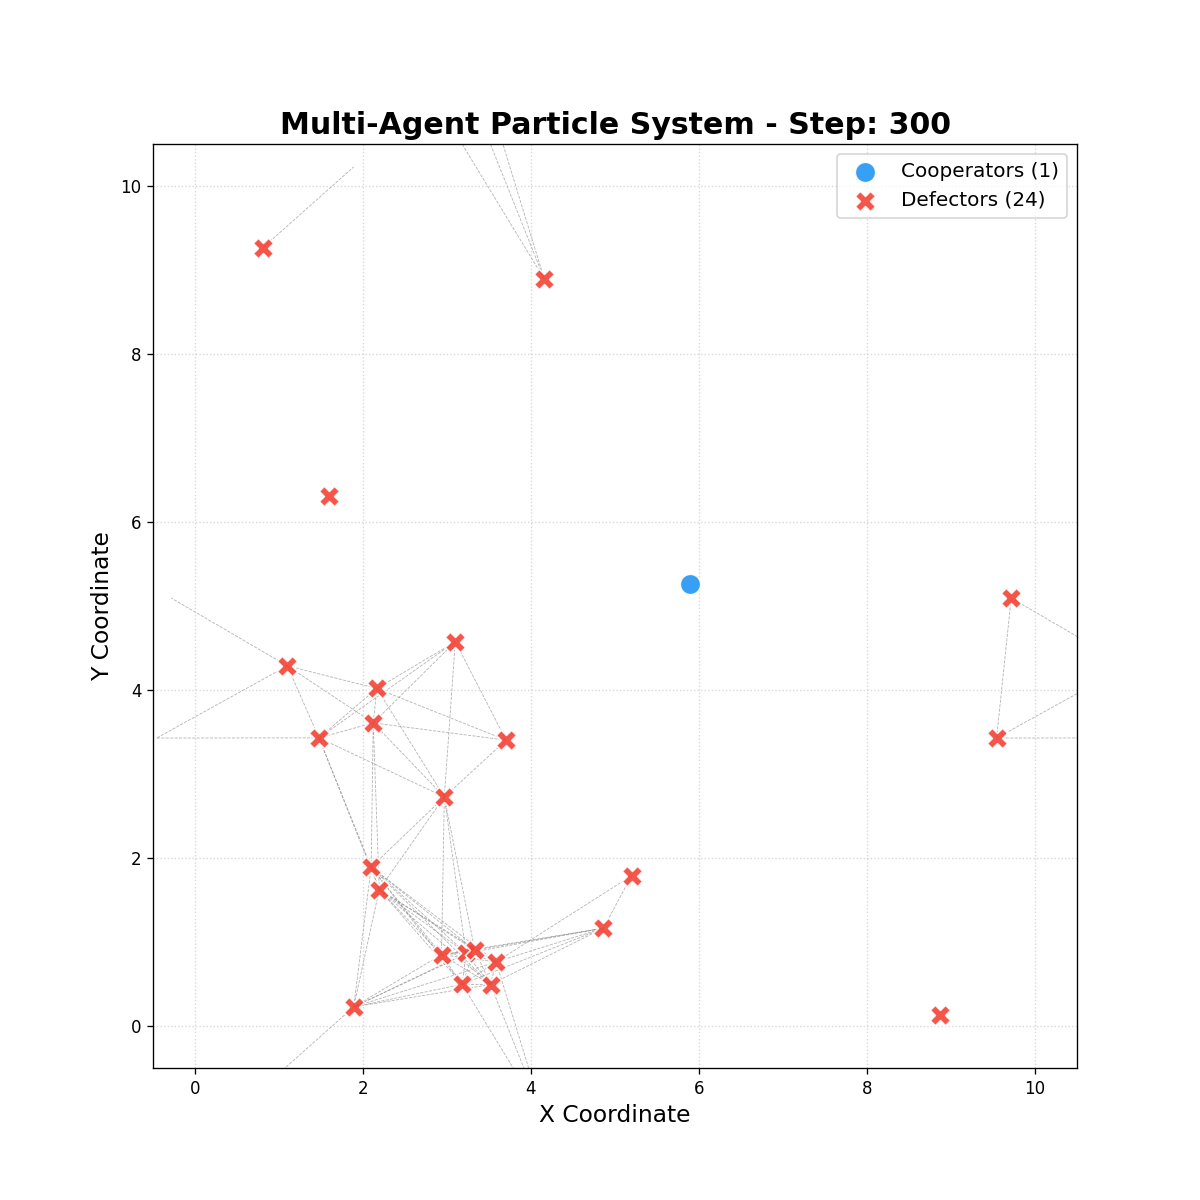 Multi-Agent Particle System - Step: 300
Cooperators (1)
Defectors (24)
10
8
6
4
2
0
Y Coordinate
0 2 4 6 8 10
X Coordinate